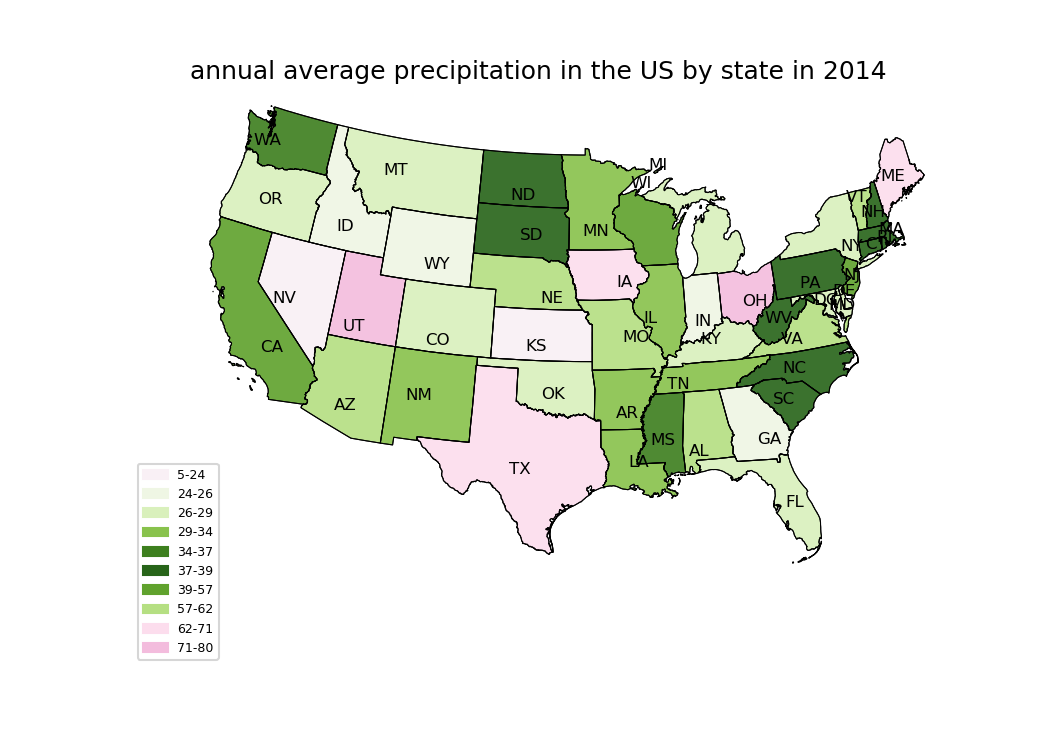 annual average precipitation in the US by state in 2014
WA
MT
OR
ID
ND
SD
MN
WI
MI
ME
VT
NH
MA
NY
CT
WY
NE
IA
NV
UT
CO
KS
MO
IL
IN
OH
PA
NJ
DE
DC
MD
WV
VA
KY
CA
AZ
NM
OK
AR
TN
NC
SC
MS
AL
GA
LA
TX
FL
5-24
24-26
26-29
29-34
34-37
37-39
39-57
57-62
62-71
71-80